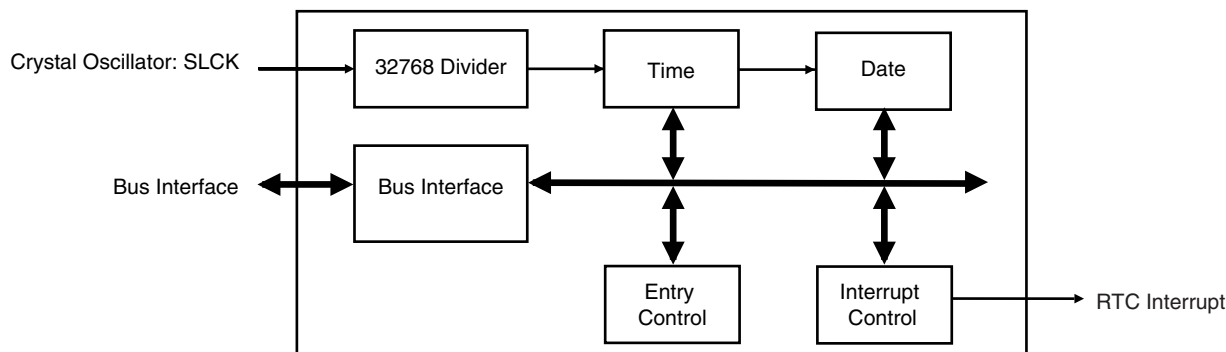 Crystal Oscillator: SLCK
32768 Divider
Time
Date
Bus Interface
Bus Interface
Entry
Control
Interrupt
Control
RTC Interrupt